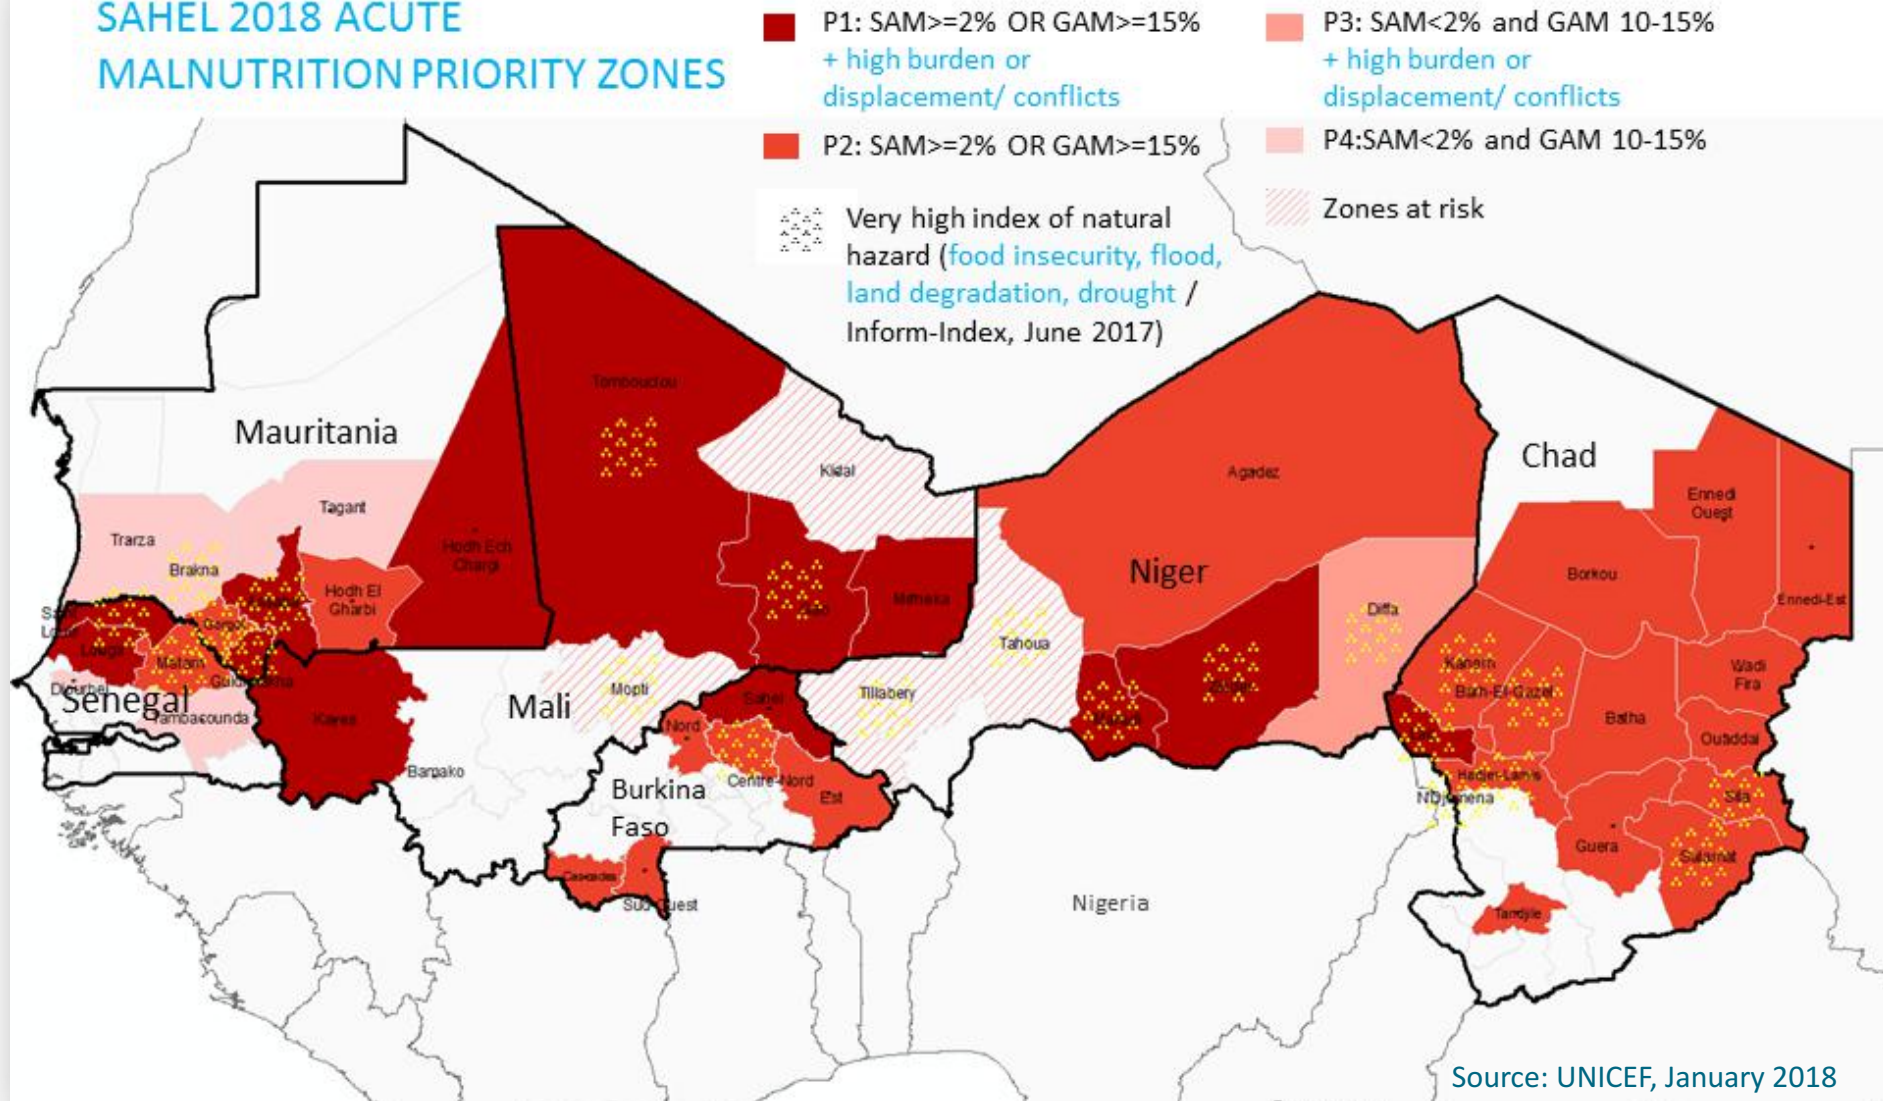 SAHEL 2018 ACUTE
MALNUTRITION PRIORITY ZONES
P1: SAM>=2% OR GAM>=15%
+ high burden or
displacement/ conflicts
P2: SAM>=2% OR GAM>=15%
Very high index of natural
hazard (food insecurity, flood,
land degradation, drought /
Inform-Index, June 2017)
P3: SAM<2% and GAM 10-15%
+ high burden or
displacement/ conflicts
P4:SAM<2% and GAM 10-15%
Zones at risk
Tombouctou
Mauritania
Kidal
Agadez
Chad
Ennedi
Ouest
Tagant
Trarza
Hodh Ech
Chargi
Brakna
Niger
Borkou
Hodh El
Gharbi
Ennedi-Est
Diffa
Gorgol
Tahoua
Louga
Matam
Kanem
Wadi
Fira
Mopti
Tillabery
Barh-El-Gazel
Diourbel
Senegal
Mali
Sahel
Tambacounda
Kayes
Nord
Batha
Ouaddai
Bamako
Centre-Nord
Hadjer-Lamis
Burkina
Faso
Est
N'Djamena
Sila
Guera
Salamat
Cascades
Sud-Ouest
Nigeria
Tandjile
Source: UNICEF, January 2018